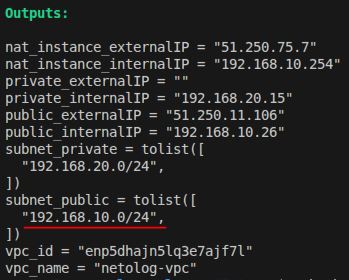 Outputs:
nat_instance_externalIP = "51.250.75.7"
nat_instance_internalIP = "192.168.10.254"
private_externalIP = ""
private_internalIP = "192.168.20.15"
public_externalIP = "51.250.11.106"
public_internalIP = "192.168.10.26"
subnet_private = tolist([
  "192.168.20.0/24",
])
subnet_public = tolist([
  "192.168.10.0/24",
])
vpc_id = "enp5dhajn5lq3e7ajf7l"
vpc_name = "netolog-vpc"